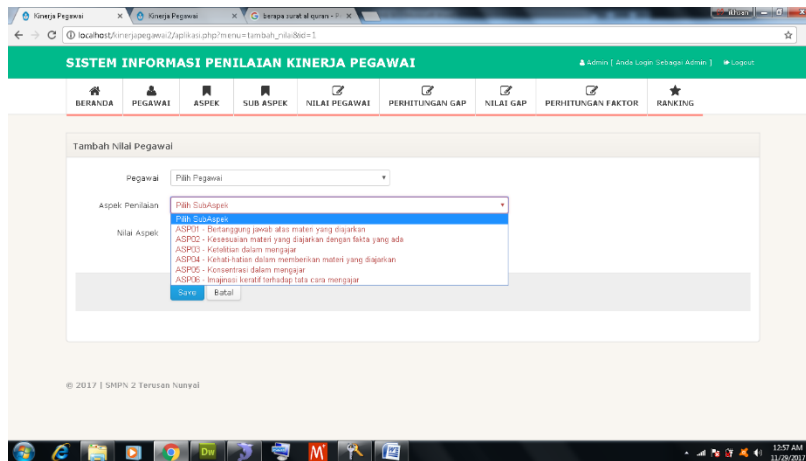 Kinerja Pegawai
Kinerja Pegawai
berapa surat al quran - P
localhost/kinerjapegawai2/aplikasi.php?menu=tambah_nilai&id=1
SISTEM INFORMASI PENILAIAN KINERJA PEGAWAI
Admin [ Anda Login Sebagai Admin ] Logout
BERANDA PEGAWAI ASPEK SUB ASPEK NILAI PEGAWAI PERHITUNGAN GAP NILAI GAP PERHITUNGAN FAKTOR RANKING
Tambah Nilai Pegawai
Pegawai Pilih Pegawai
Aspek Penilaian Pilih SubAspek
Pilih SubAspek
Nilai Aspek
ASP01 - Bertanggung jawab atas materi yang diajarkan
ASP02 - Kesesuaian materi yang diajarkan dengan fakta yang ada
ASP03 - Ketelitian dalam mengajar
ASP04 - Kehati-hatian dalam memberikan materi yang diajarkan
ASP05 - Konsentrasi dalam mengajar
ASP06 - Imajinasi keratif terhadap tata cara mengajar
Save Batal
© 2017 | SMPN 2 Terusan Nunyai
Dw
12:57 AM
11/29/2017